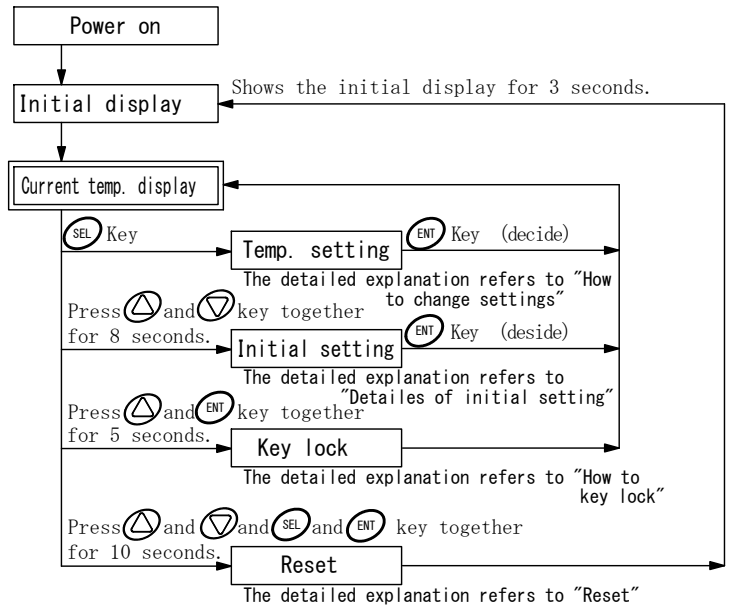 Power on
Shows the initial display for 3 seconds.
Initial display
Current temp. display
SEL Key
Temp. setting
ENT Key (decide)
The detailed explanation refers to "How
to change settings"
Press △ and ▽ key together
for 8 seconds.
Initial setting
ENT Key (deside)
The detailed explanation refers to
"Detailes of initial setting"
Press △ and ENT key together
for 5 seconds.
Key lock
The detailed explanation refers to "How to
key lock"
Press △ and ▽ and SEL and ENT key together
for 10 seconds.
Reset
The detailed explanation refers to "Reset"